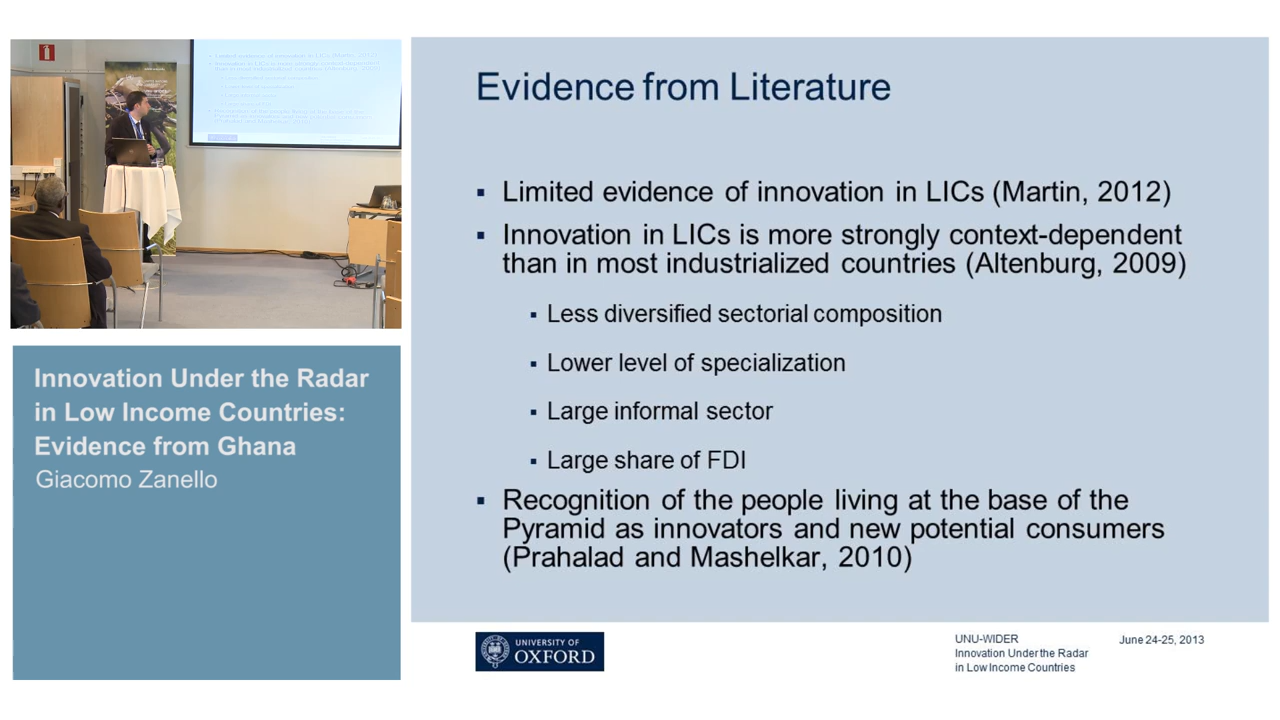 Evidence from Literature
▪ Limited evidence of innovation in LICs (Martin, 2012)
▪ Innovation in LICs is more strongly context-dependent
than in most industrialized countries (Altenburg, 2009)
▪ Less diversified sectorial composition
▪ Lower level of specialization
▪ Large informal sector
▪ Large share of FDI
▪ Recognition of the people living at the base of the
Pyramid as innovators and new potential consumers
(Prahalad and Mashelkar, 2010)
Innovation Under the Radar
in Low Income Countries:
Evidence from Ghana
Giacomo Zanello
UNIVERSITY OF
OXFORD
UNU-WIDER
Innovation Under the Radar
in Low Income Countries
June 24-25, 2013